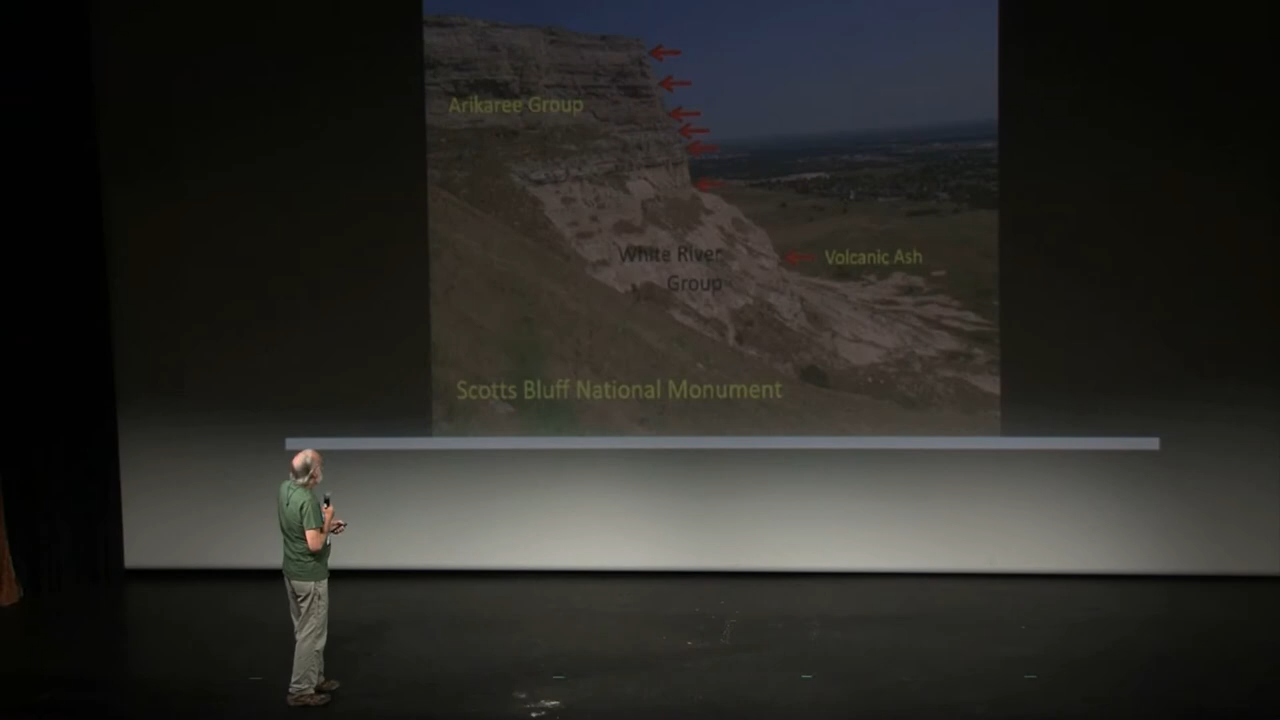 Arikaree Group
White River
Group
Volcanic Ash
Scotts Bluff National Monument